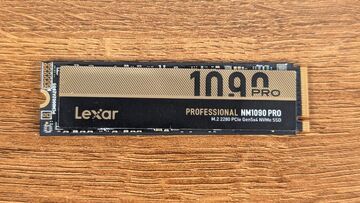 1090
PRO
Lexar
PROFESSIONAL NM1090 PRO
M.2 2280 PCIe Gen5x4 NVMe SSD